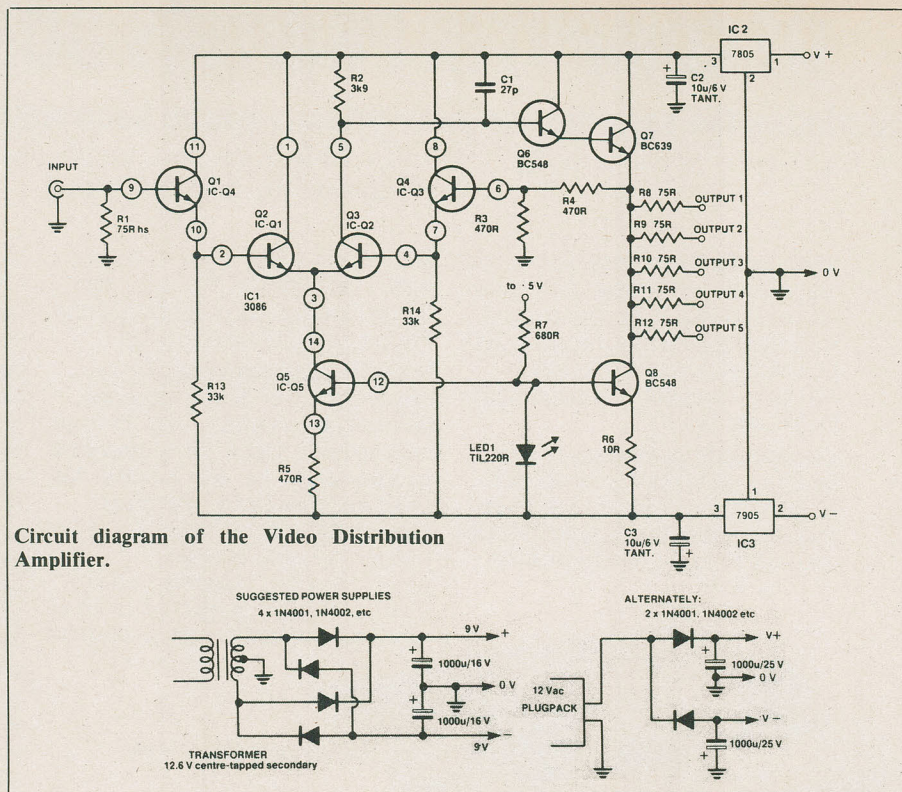 IC 2
7805
3
1
2
V +
+
C2
10u/6 V
TANT.
R2
3k9
C1
27p
11
1
5
8
Q6
BC548
Q7
BC639
INPUT
9
Q1
IC-Q4
R1
75R hs
10
Q4
IC-Q3
6
R4
470R
R3
470R
7
R8 75R
OUTPUT 1
R9 75R
OUTPUT 2
R10 75R
OUTPUT 3
R11 75R
OUTPUT 4
R12 75R
OUTPUT 5
0 V
Q2
IC-Q1
Q3
IC-Q2
2
4
IC1
3086
3
14
R14
33k
to · 5 V
R7
680R
Q5
IC-Q5
12
Q8
BC548
R13
33k
13
R5
470R
LED1
TIL220R
R6
10R
1
3
7905
2
V –
IC3
C3
10u/6 V
TANT.
+
Circuit diagram of the Video Distribution
Amplifier.
SUGGESTED POWER SUPPLIES
4 x 1N4001, 1N4002, etc
9 V
+
+
1000u/16 V
0 V
+
1000u/16 V
–
9V
TRANSFORMER
12.6 V centre-tapped secondary
ALTERNATELY:
2 x 1N4001, 1N4002 etc
12 Vac
PLUGPACK
V+
+
1000u/25 V
0 V
V –
1000u/25 V
+